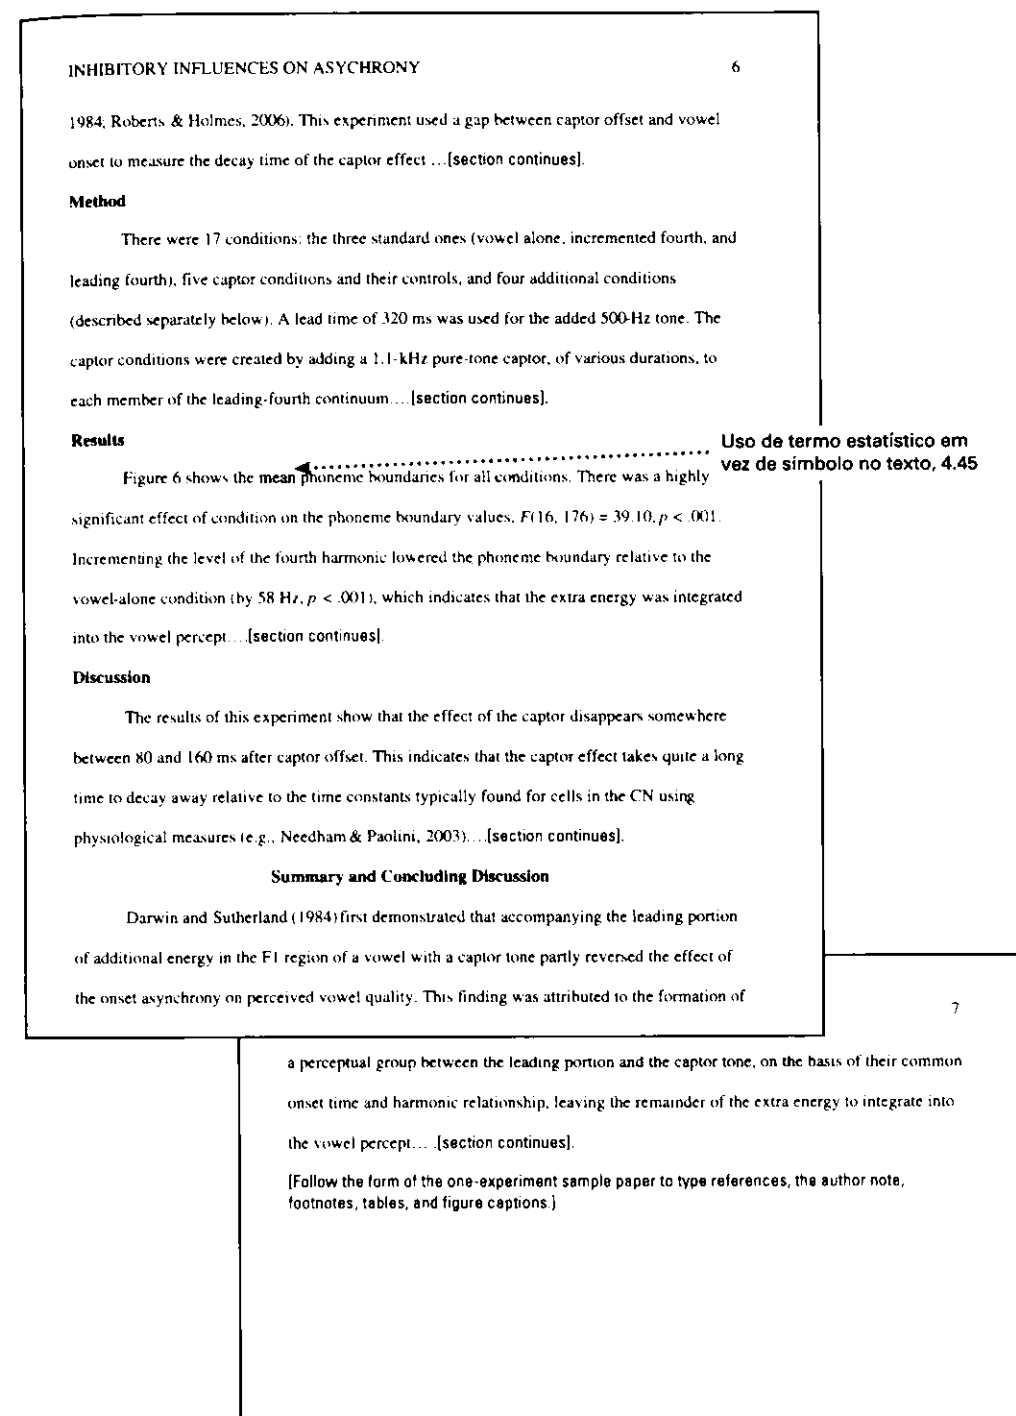 INHIBITORY INFLUENCES ON ASYCHRONY 6
1984; Roberts & Holmes, 2006). This experiment used a gap between captor offset and vowel
onset to measure the decay time of the captor effect …[section continues].
Method
There were 17 conditions: the three standard ones (vowel alone, incremented fourth, and
leading fourth), five captor conditions and their controls, and four additional conditions
(described separately below). A lead time of 320 ms was used for the added 500-Hz tone. The
captor conditions were created by adding a 1.1-kHz pure-tone captor, of various durations, to
each member of the leading-fourth continuum….[section continues].
Results
Uso de termo estatístico em
vez de símbolo no texto, 4.45
Figure 6 shows the mean phoneme boundaries for all conditions. There was a highly
significant effect of condition on the phoneme boundary values, F(16, 176) = 39.10, p < .001.
Incrementing the level of the fourth harmonic lowered the phoneme boundary relative to the
vowel-alone condition (by 58 Hz, p < .001), which indicates that the extra energy was integrated
into the vowel percept….[section continues].
Discussion
The results of this experiment show that the effect of the captor disappears somewhere
between 80 and 160 ms after captor offset. This indicates that the captor effect takes quite a long
time to decay away relative to the time constants typically found for cells in the CN using
physiological measures (e.g., Needham & Paolini, 2003)….[section continues].
Summary and Concluding Discussion
Darwin and Sutherland (1984) first demonstrated that accompanying the leading portion
of additional energy in the F1 region of a vowel with a captor tone partly reversed the effect of
the onset asynchrony on perceived vowel quality. This finding was attributed to the formation of
7
a perceptual group between the leading portion and the captor tone, on the basis of their common
onset time and harmonic relationship, leaving the remainder of the extra energy to integrate into
the vowel percept… .[section continues].
[Follow the form of the one-experiment sample paper to type references, the author note,
footnotes, tables, and figure captions.]